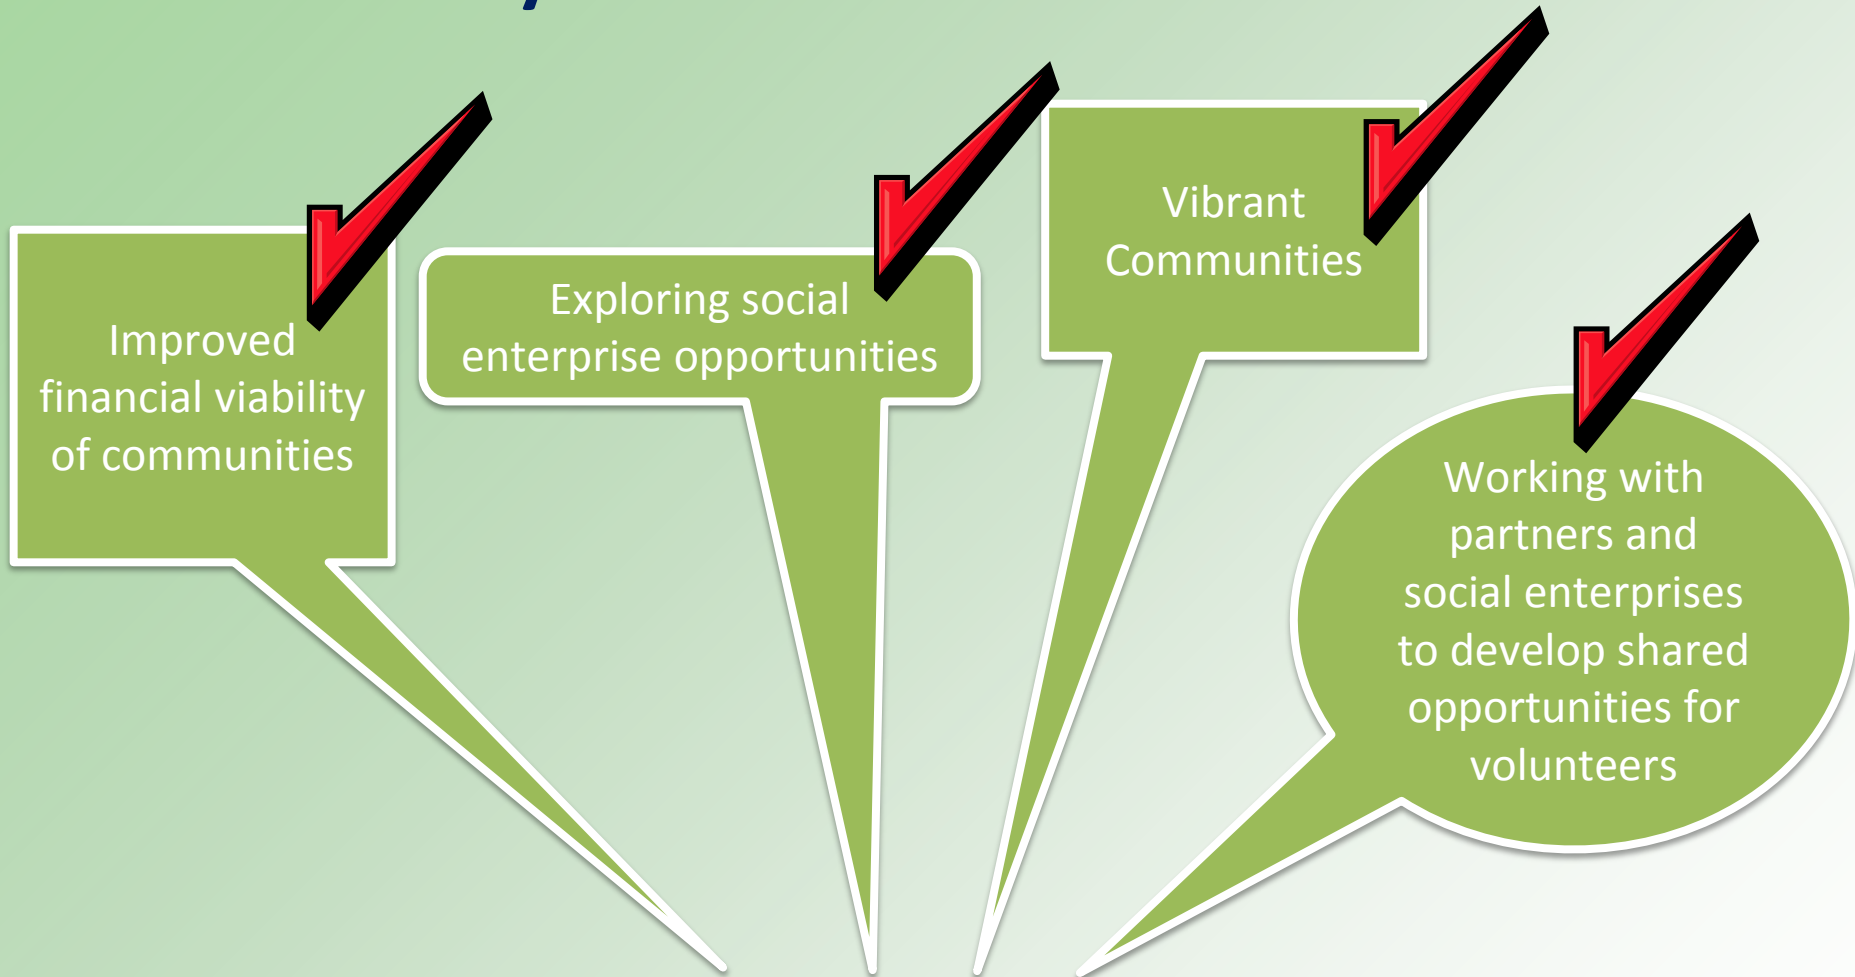 Improved
financial viability
of communities
Exploring social
enterprise opportunities
Vibrant
Communities
Working with
partners and
social enterprises
to develop shared
opportunities for
volunteers